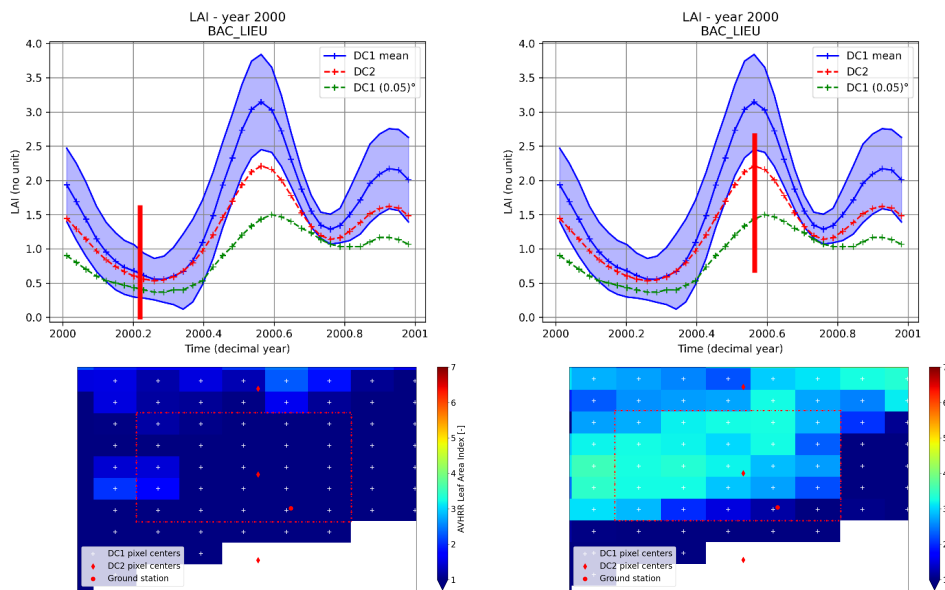 LAI - year 2000
BAC_LIEU
LAI (no unit)
4.0
3.5
3.0
2.5
2.0
1.5
1.0
0.5
0.0
DC1 mean
DC2
DC1 (0.05)°
2000 2000.2 2000.4 2000.6 2000.8 2001
Time (decimal year)
LAI - year 2000
BAC_LIEU
LAI (no unit)
4.0
3.5
3.0
2.5
2.0
1.5
1.0
0.5
0.0
DC1 mean
DC2
DC1 (0.05)°
2000 2000.2 2000.4 2000.6 2000.8 2001
Time (decimal year)
DC1 pixel centers
DC2 pixel centers
Ground station
7
6
5
4
3
2
1
AVHRR Leaf Area Index [-]
DC1 pixel centers
DC2 pixel centers
Ground station